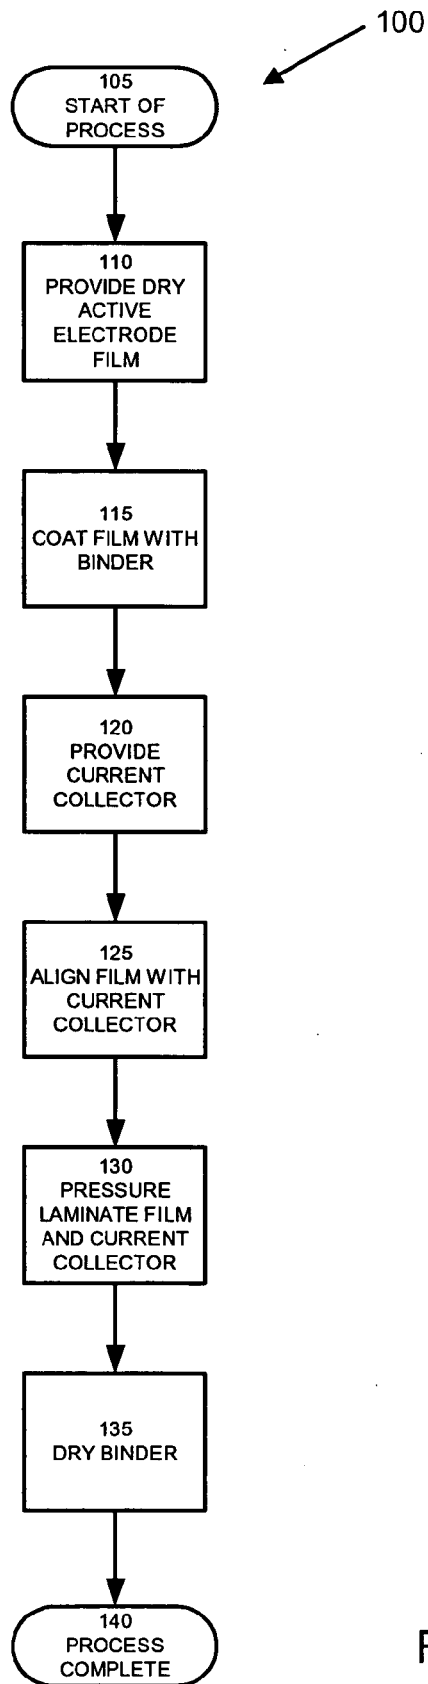 100
105
START OF
PROCESS
110
PROVIDE DRY
ACTIVE
ELECTRODE
FILM
115
COAT FILM WITH
BINDER
120
PROVIDE
CURRENT
COLLECTOR
125
ALIGN FILM WITH
CURRENT
COLLECTOR
130
PRESSURE
LAMINATE FILM
AND CURRENT
COLLECTOR
135
DRY BINDER
140
PROCESS
COMPLETE